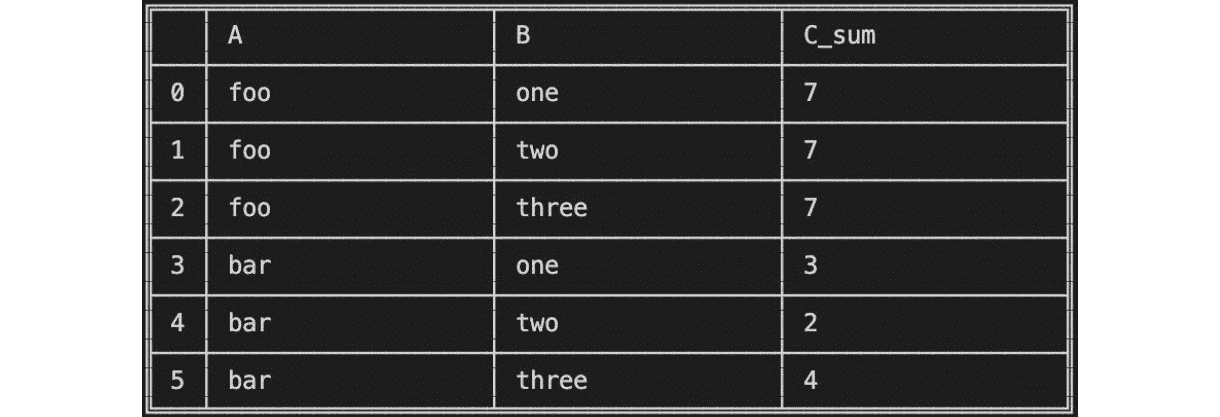 A B C_sum
0 foo one 7
1 foo two 7
2 foo three 7
3 bar one 3
4 bar two 2
5 bar three 4